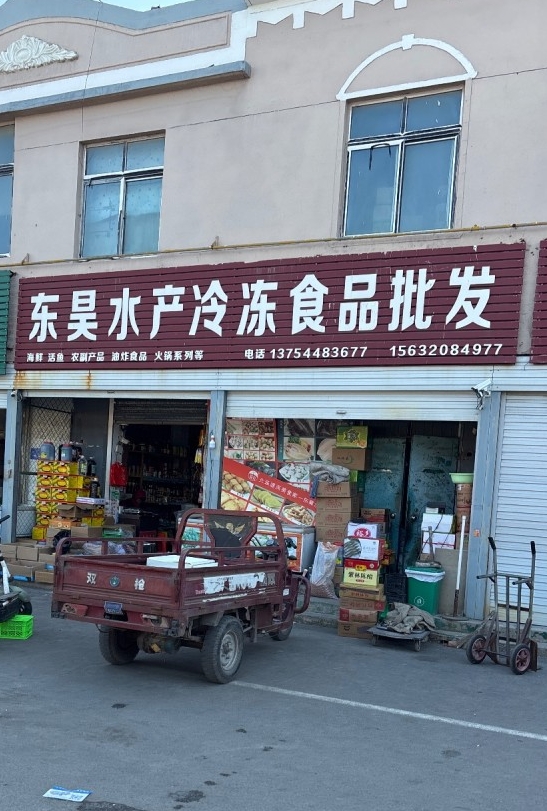 东昊水产冷冻食品批发
海鲜 活鱼 农副产品 油炸食品 火锅系列等 电话 13754483677 15632084977
双 枪